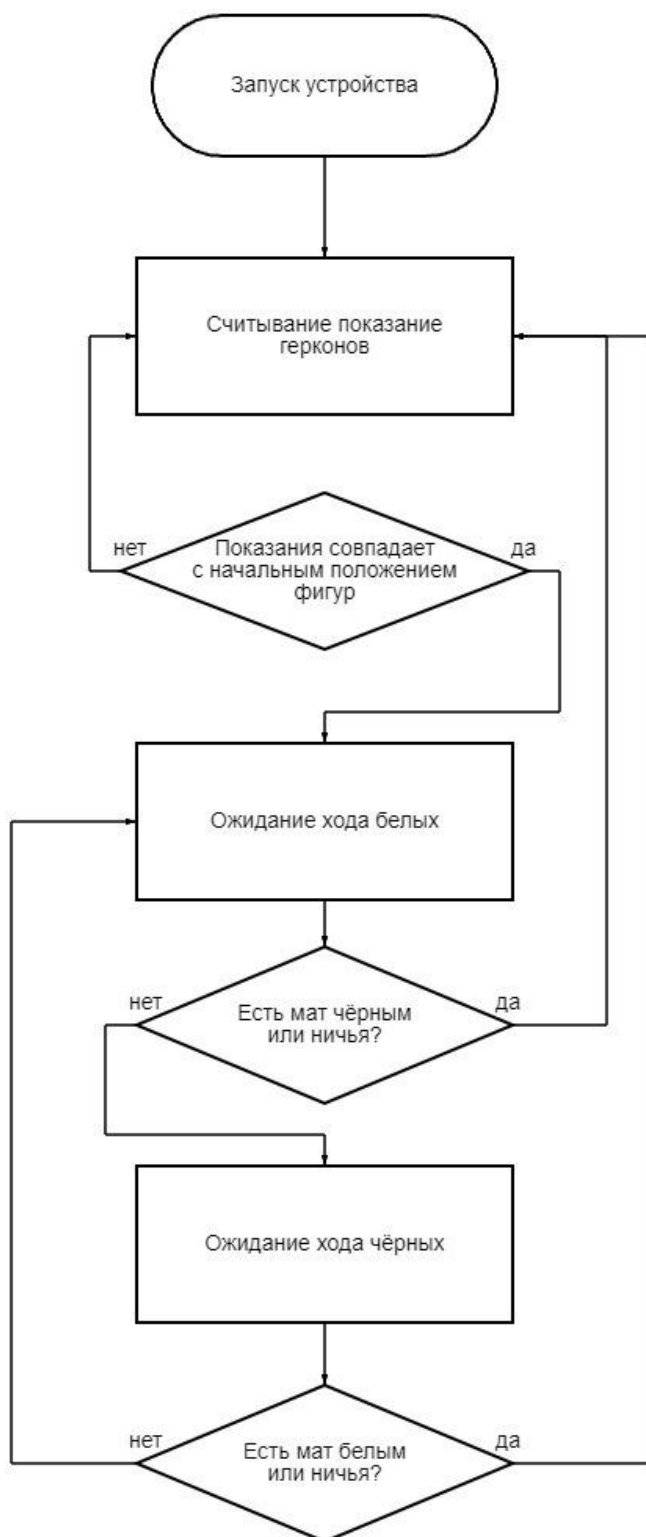 Запуск устройства
Считывание показание
герконов
нет
Показания совпадает
с начальным положением
фигур
да
Ожидание хода белых
нет
Есть мат чёрным
или ничья?
да
Ожидание хода чёрных
нет
Есть мат белым
или ничья?
да